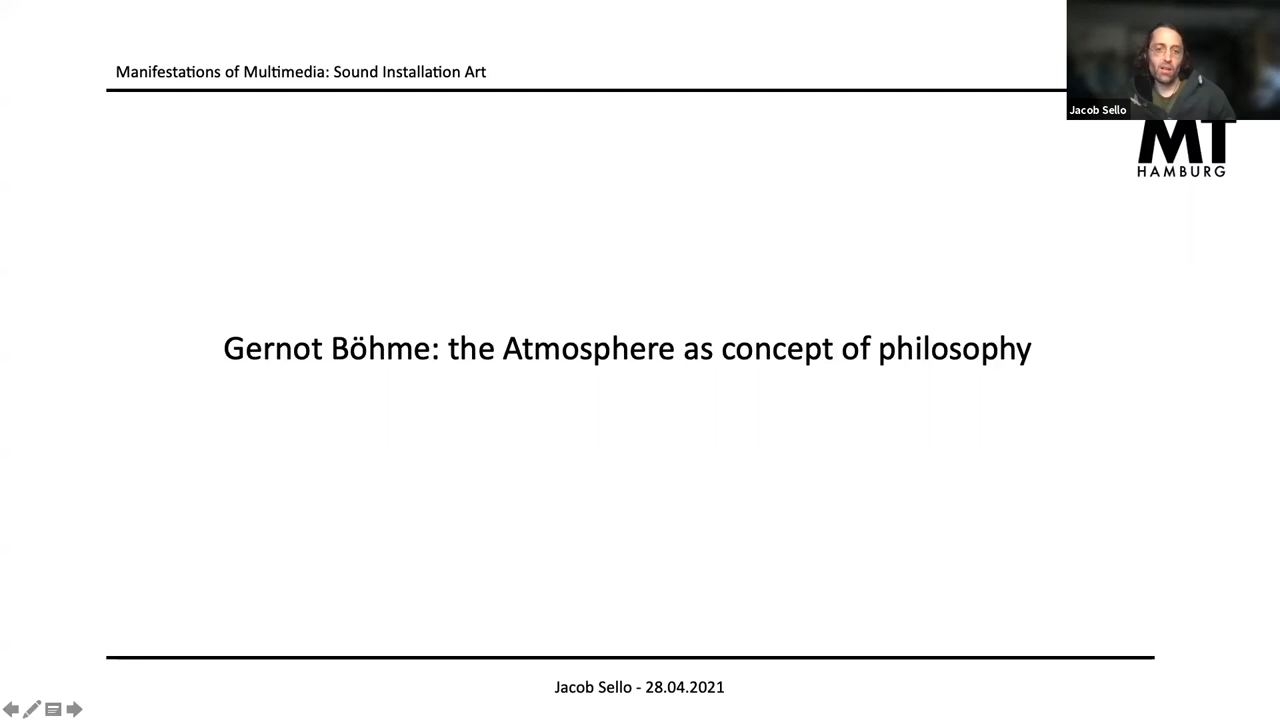 Manifestations of Multimedia: Sound Installation Art
Jacob Sello
MT
HAMBURG
Gernot Böhme: the Atmosphere as concept of philosophy
Jacob Sello - 28.04.2021